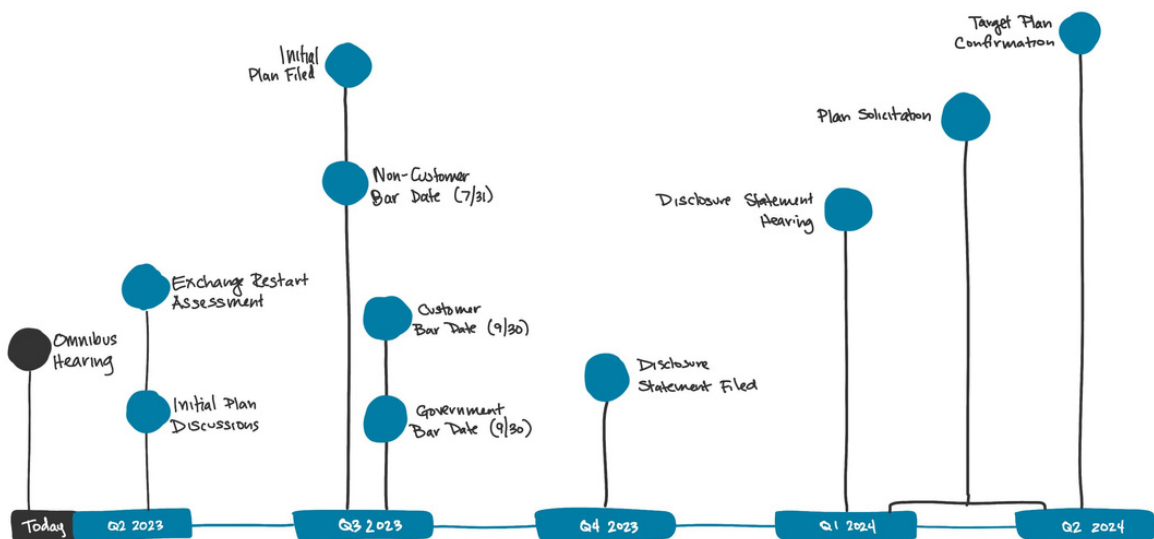 Target Plan
Confirmation
Initial
Plan Filed
Plan Solicitation
Non-Customer
Bar Date (7/31)
Disclosure Statement
Hearing
Exchange Restart
Assessment
Customer
Bar Date (9/30)
Omnibus
Hearing
Disclosure
Statement Filed
Initial Plan
Discussions
Government
Bar Date (9/30)
Today
Q2 2023
Q3 2023
Q4 2023
Q1 2024
Q2 2024